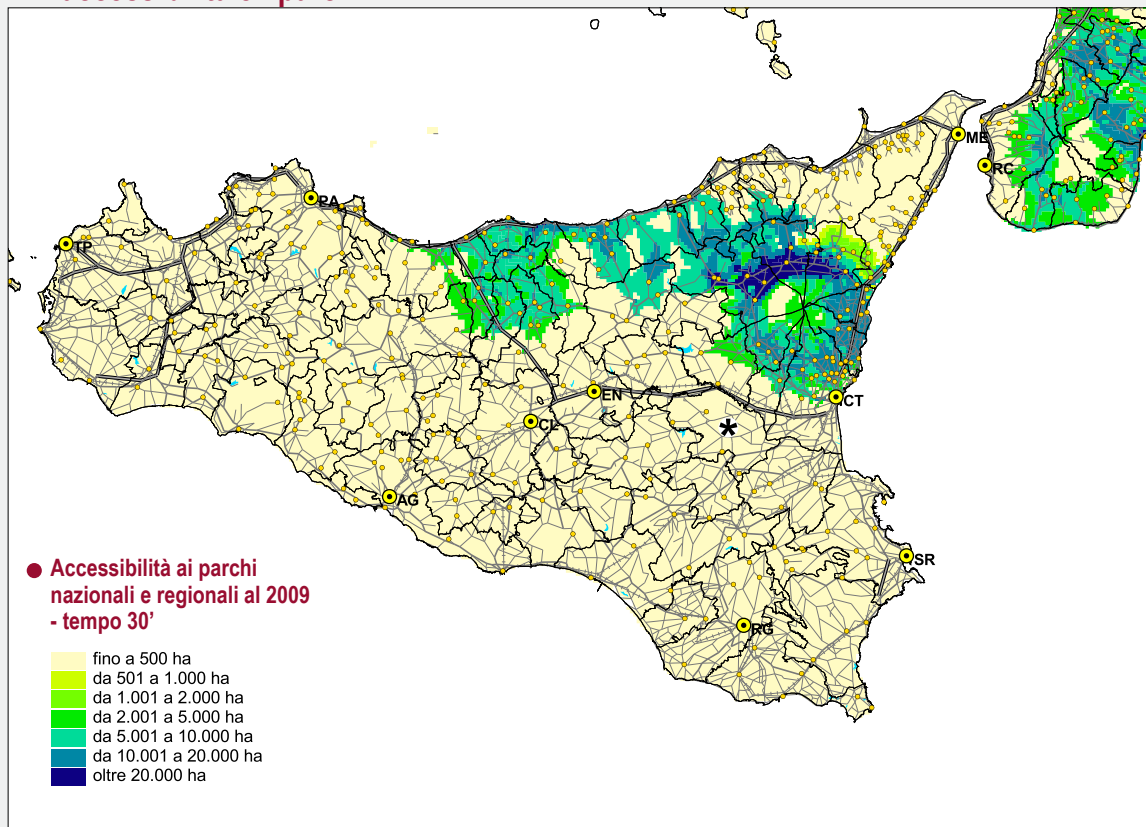 ME
RC
PA
TP
EN
CT
CL
*
AG
SR
RG
Accessibilità ai parchi
nazionali e regionali al 2009
- tempo 30'
fino a 500 ha
da 501 a 1.000 ha
da 1.001 a 2.000 ha
da 2.001 a 5.000 ha
da 5.001 a 10.000 ha
da 10.001 a 20.000 ha
oltre 20.000 ha